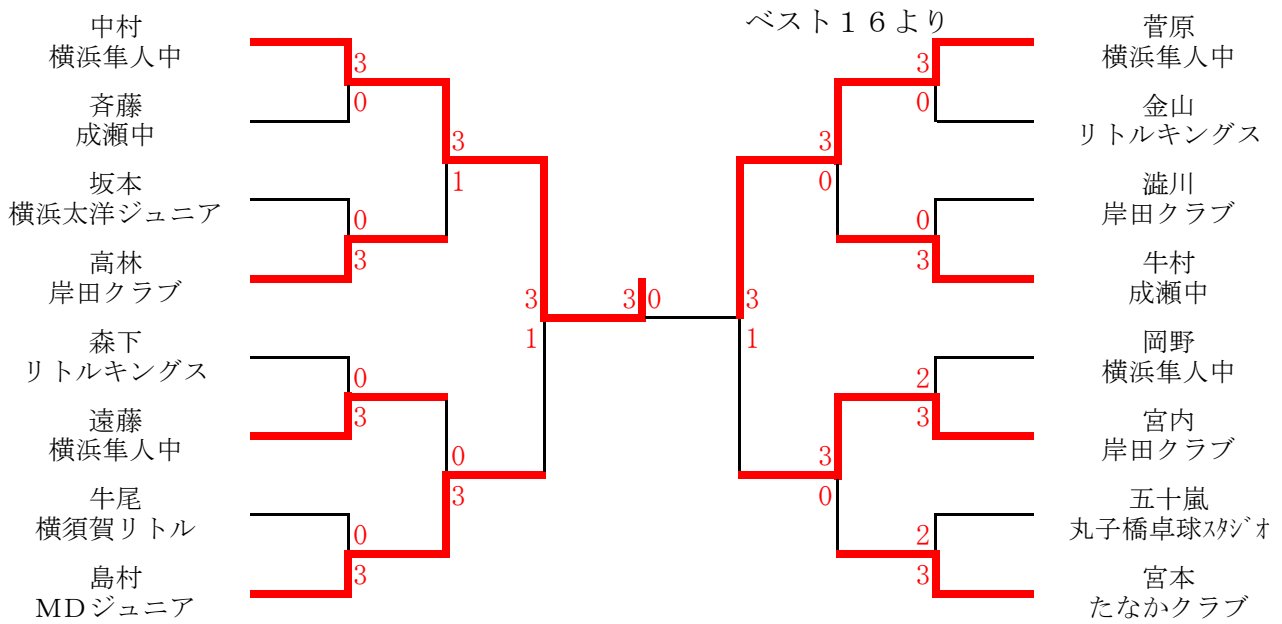 ベスト１６より
中村
横浜隼人中
3
0
斉藤
成瀬中
3
1
坂本
横浜太洋ジュニア
0
3
高林
岸田クラブ
3
1
森下
リトルキングス
0
3
遠藤
横浜隼人中
0
3
牛尾
横須賀リトル
0
3
島村
ＭＤジュニア
3
0
菅原
横浜隼人中
3
0
金山
リトルキングス
3
0
澁川
岸田クラブ
0
3
牛村
成瀬中
3
1
岡野
横浜隼人中
2
3
宮内
岸田クラブ
3
0
五十嵐
丸子橋卓球ｽﾀｼﾞｵ
2
3
宮本
たなかクラブ